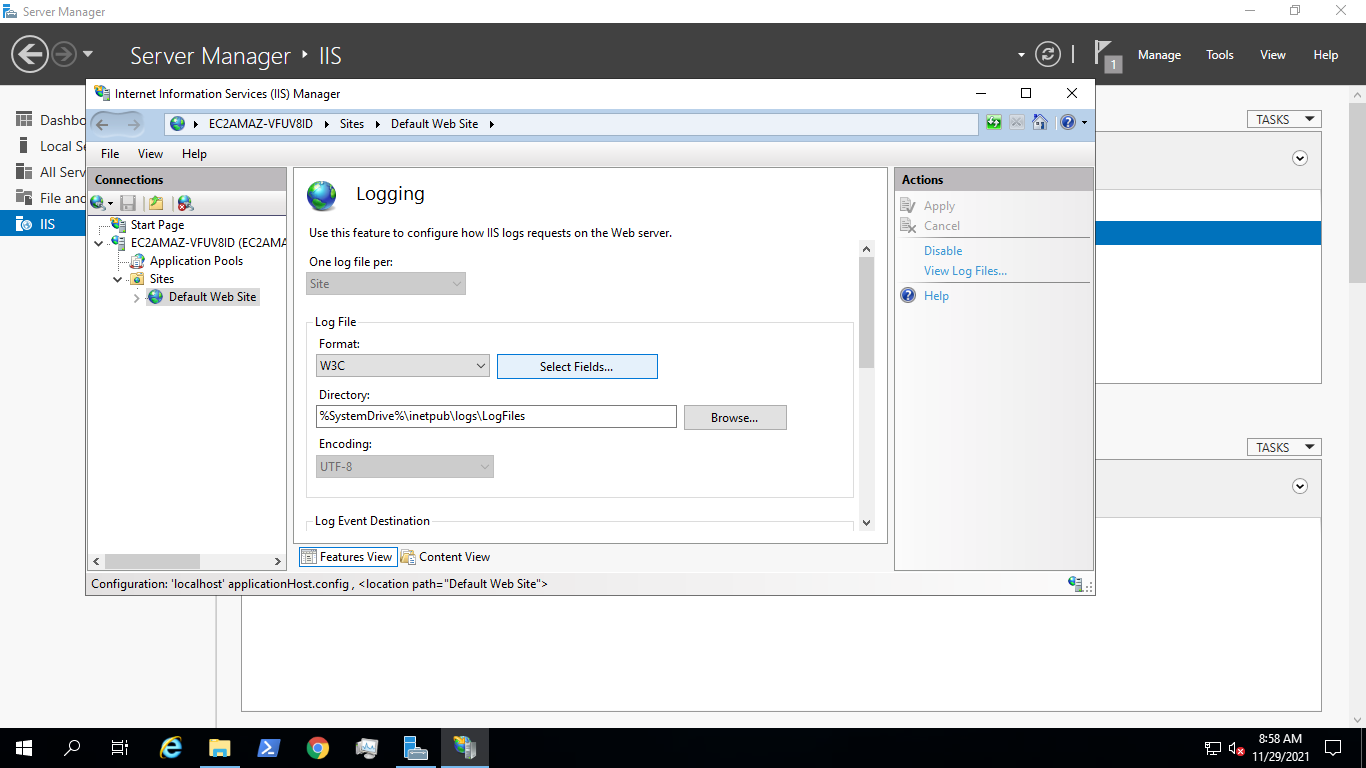 Server Manager
Server Manager IIS
1
Manage
Tools
View
Help
Dashbo
Local Se
All Serv
File and
IIS
TASKS
TASKS
Internet Information Services (IIS) Manager
EC2AMAZ-VFUV8ID Sites Default Web Site
File View Help
Connections
Start Page
EC2AMAZ-VFUV8ID (EC2AMA
Application Pools
Sites
Default Web Site
Logging
Use this feature to configure how IIS logs requests on the Web server.
One log file per:
Site
Log File
Format:
W3C
Select Fields...
Directory:
%SystemDrive%\inetpub\logs\LogFiles
Browse...
Encoding:
UTF-8
Log Event Destination
Features View
Content View
Actions
Apply
Cancel
Disable
View Log Files...
Help
Configuration: 'localhost' applicationHost.config , <location path="Default Web Site">
8:58 AM
11/29/2021